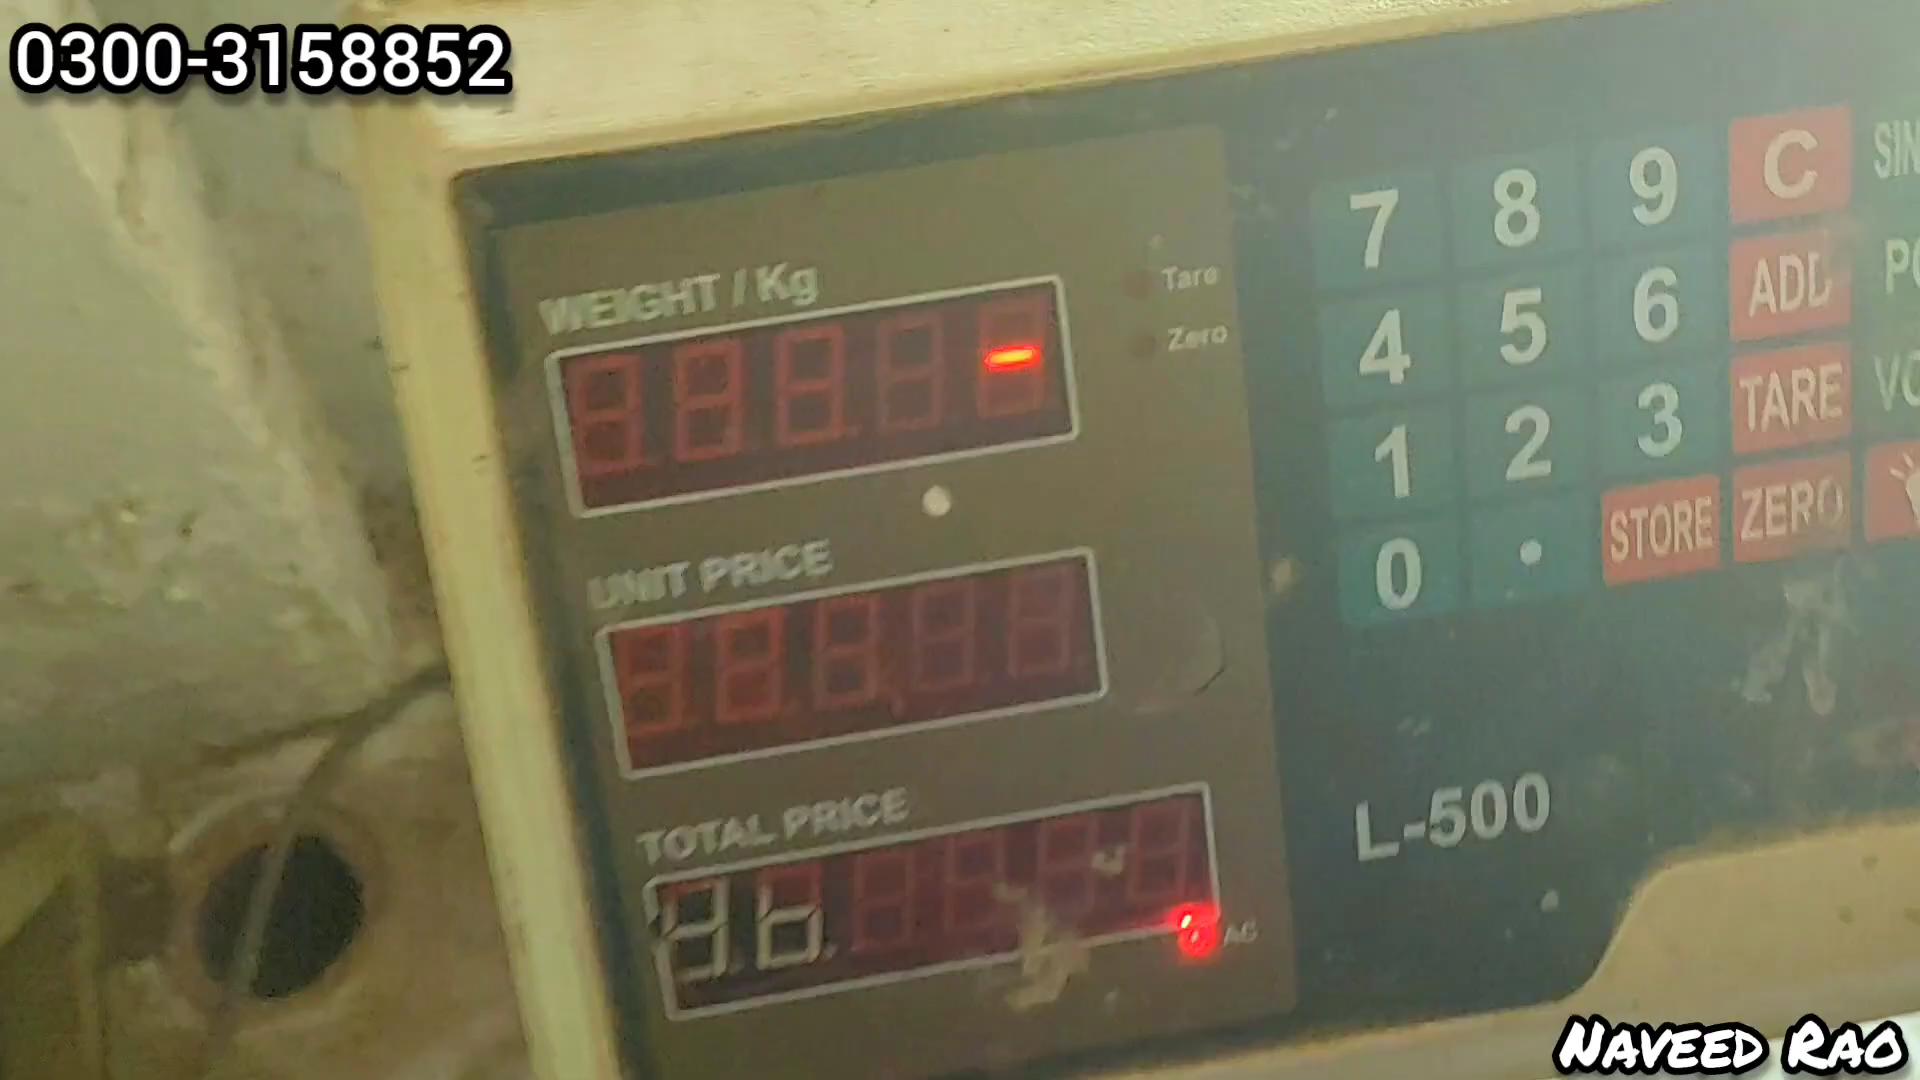 0300-3158852
WEIGHT / Kg
Tare
Zero
-
UNIT PRICE
TOTAL PRICE
AC
7 8 9 C
4 5 6 ADD
1 2 3 TARE
0 . STORE ZERO
L-500
NAVEED RAO